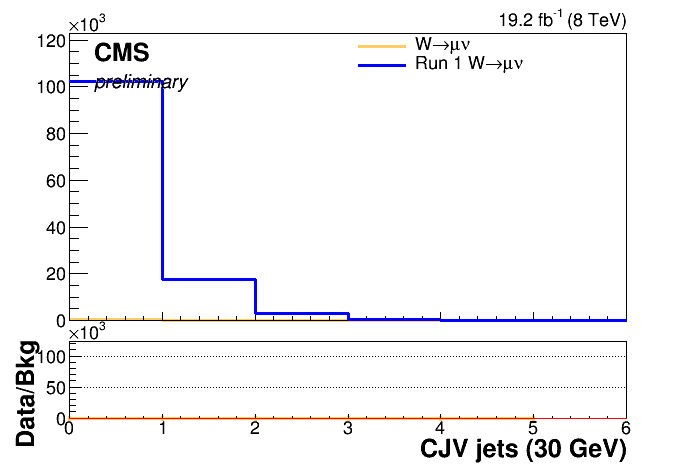 ×10³
19.2 fb⁻¹ (8 TeV)
CMS
preliminary
W→μν
Run 1 W→μν
120
100
80
60
40
20
0
×10³
100
50
0
Data/Bkg
0 1 2 3 4 5 6
CJV jets (30 GeV)